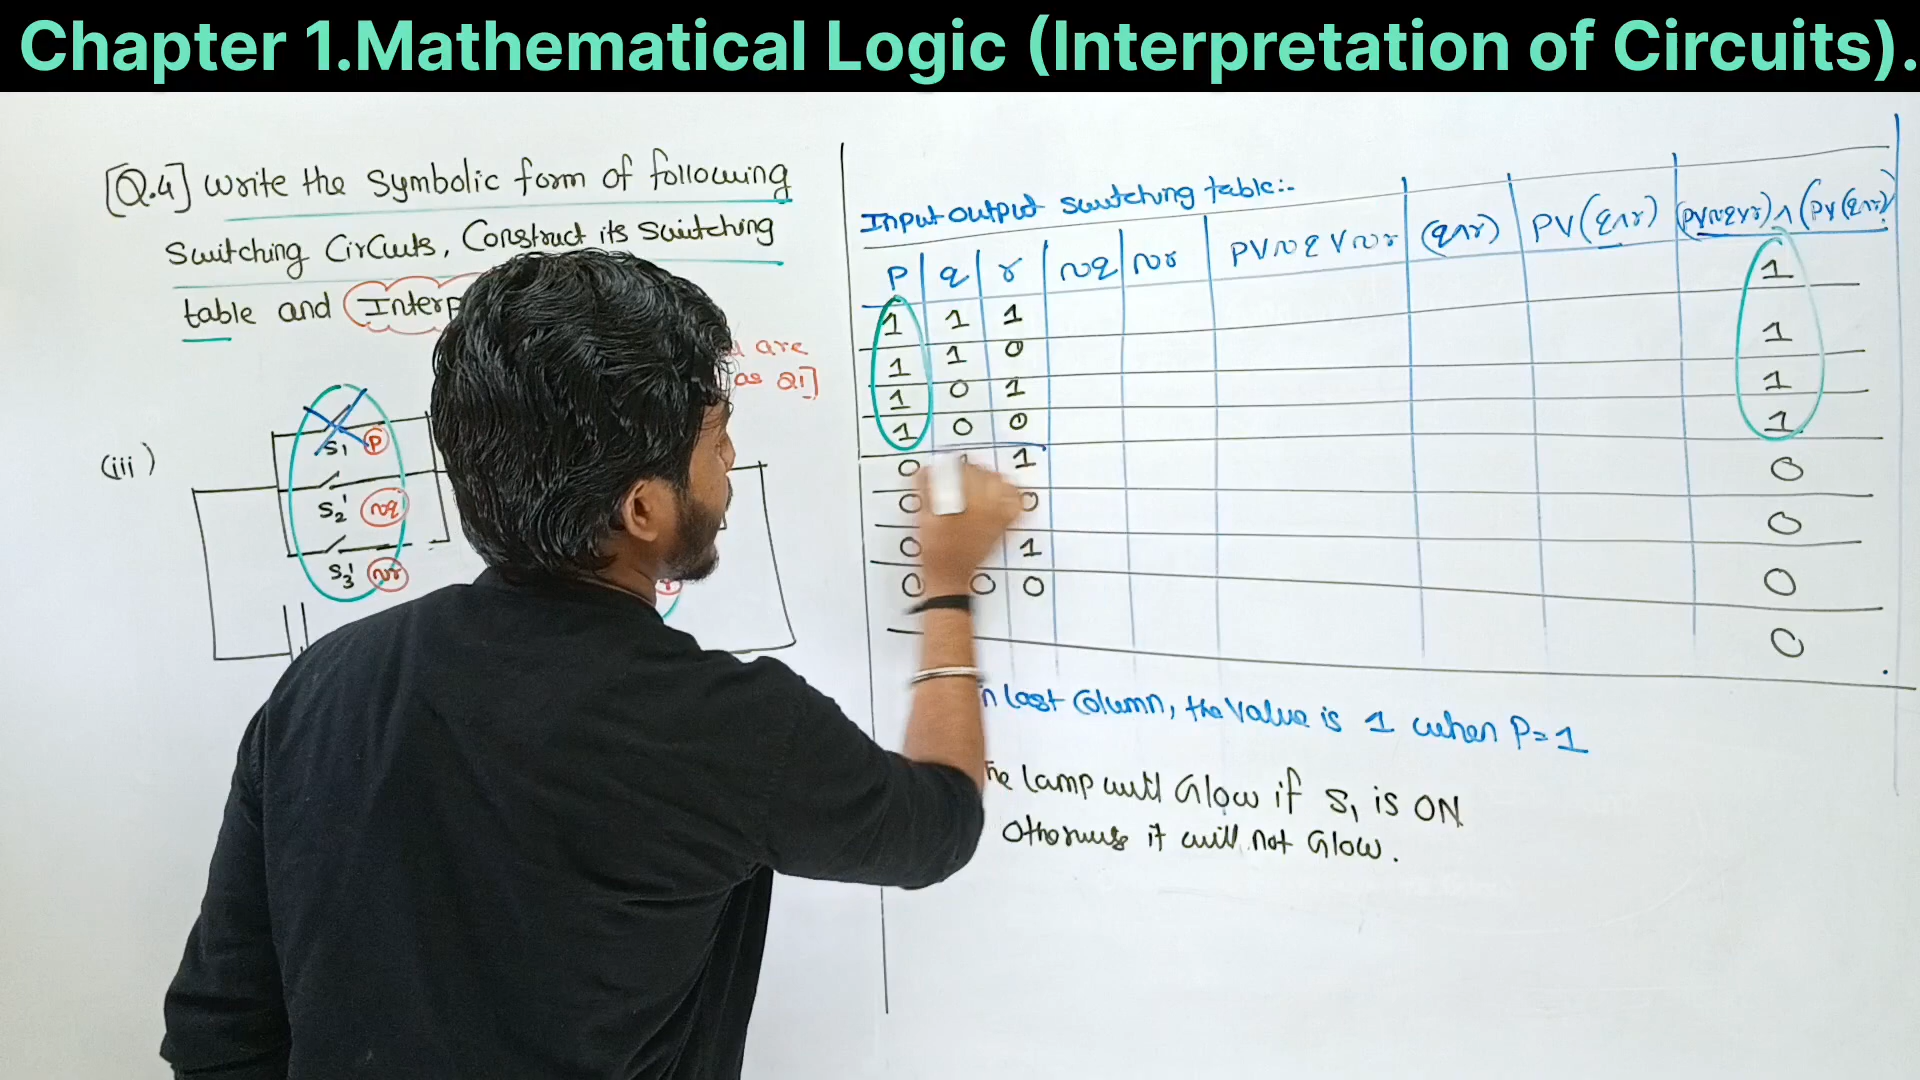 Chapter 1.Mathematical Logic (Interpretation of Circuits).
[Q.4] Write the symbolic form of following
Switching Circuits, Construct its switching
table and Interp
are
as Q1]
(iii)
S₁ p
S₂' ~q
S₃' ~r
Input output switching table:-
p q r ~q ~r p∨~q∨~r (q∧r) p∨(q∧r) (p∨~q∨~r)∧(p∨(q∧r)
1
1 1 1
1 1 0 1
1 0 1 1
1 0 0 1
0 1 0
0 0 0
0 1 0
0 0 0 0
n last Column, the value is 1 when P=1
he lamp will Glow if S₁ is ON
Otherwise it will not Glow.